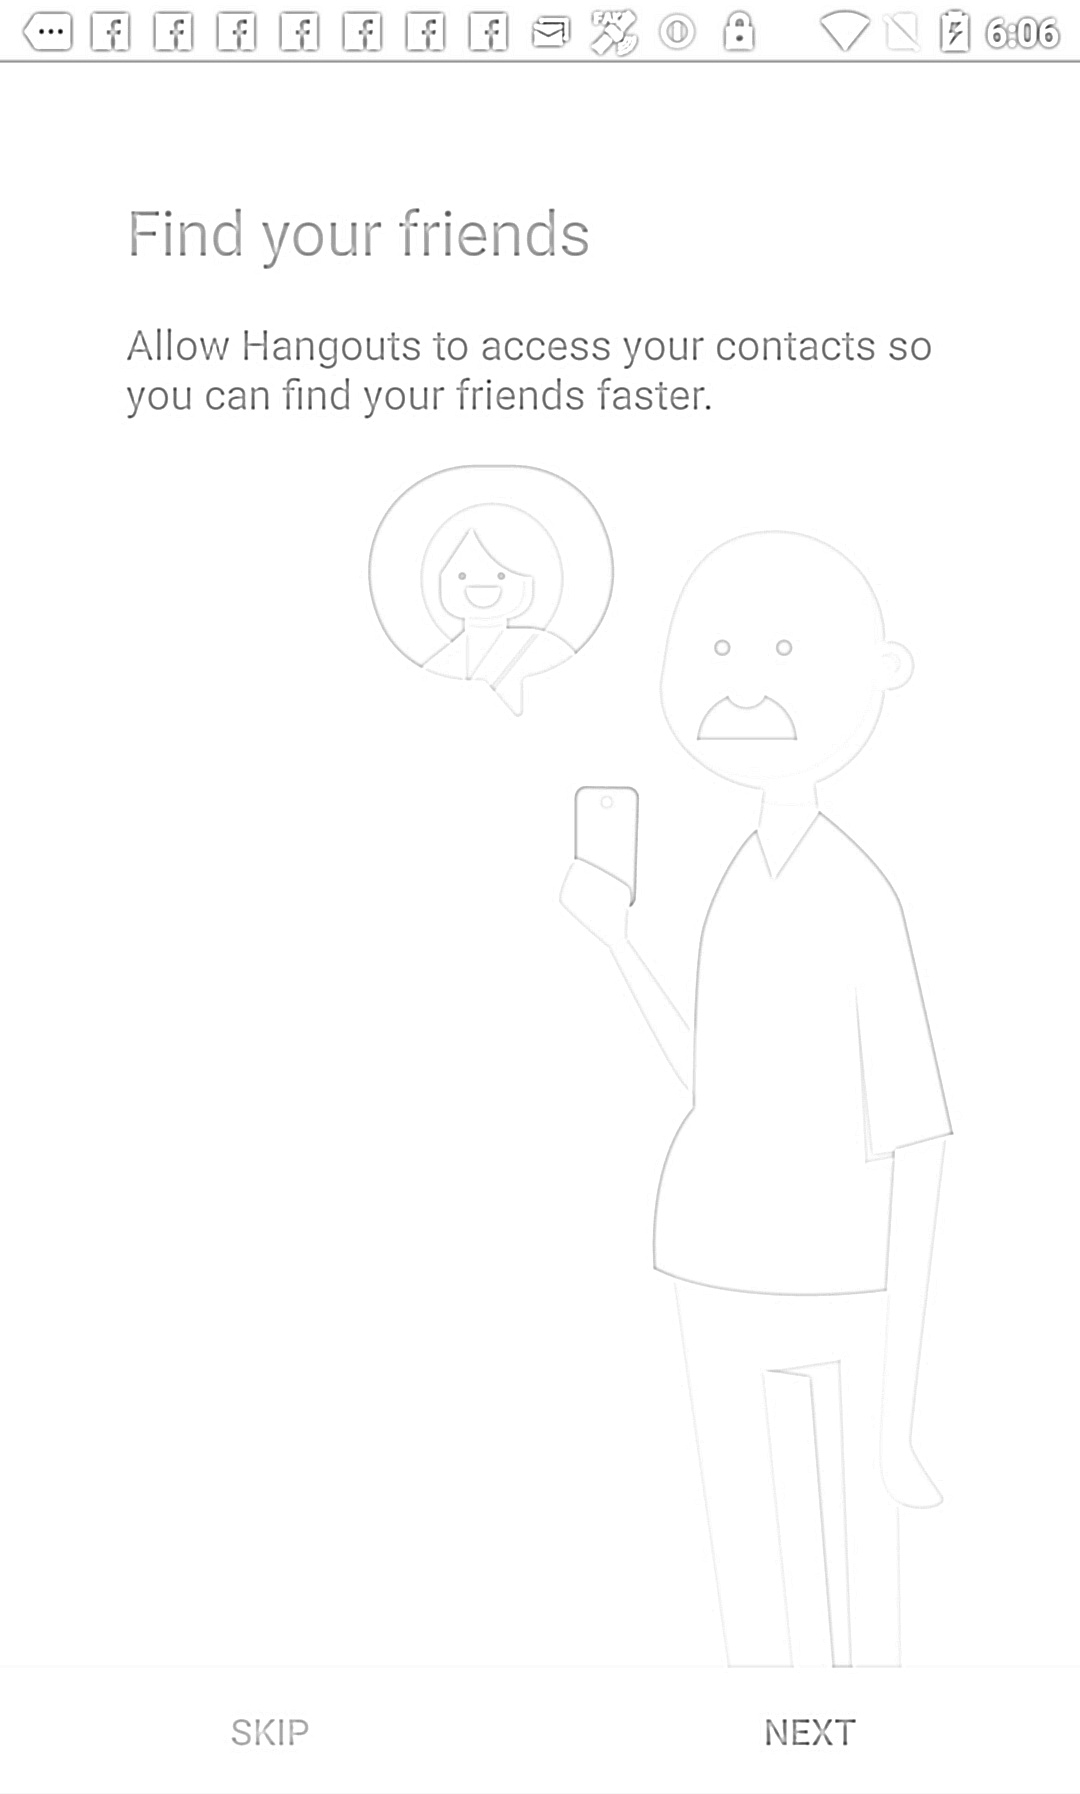 6:06
Find your friends
Allow Hangouts to access your contacts so
you can find your friends faster.
SKIP
NEXT